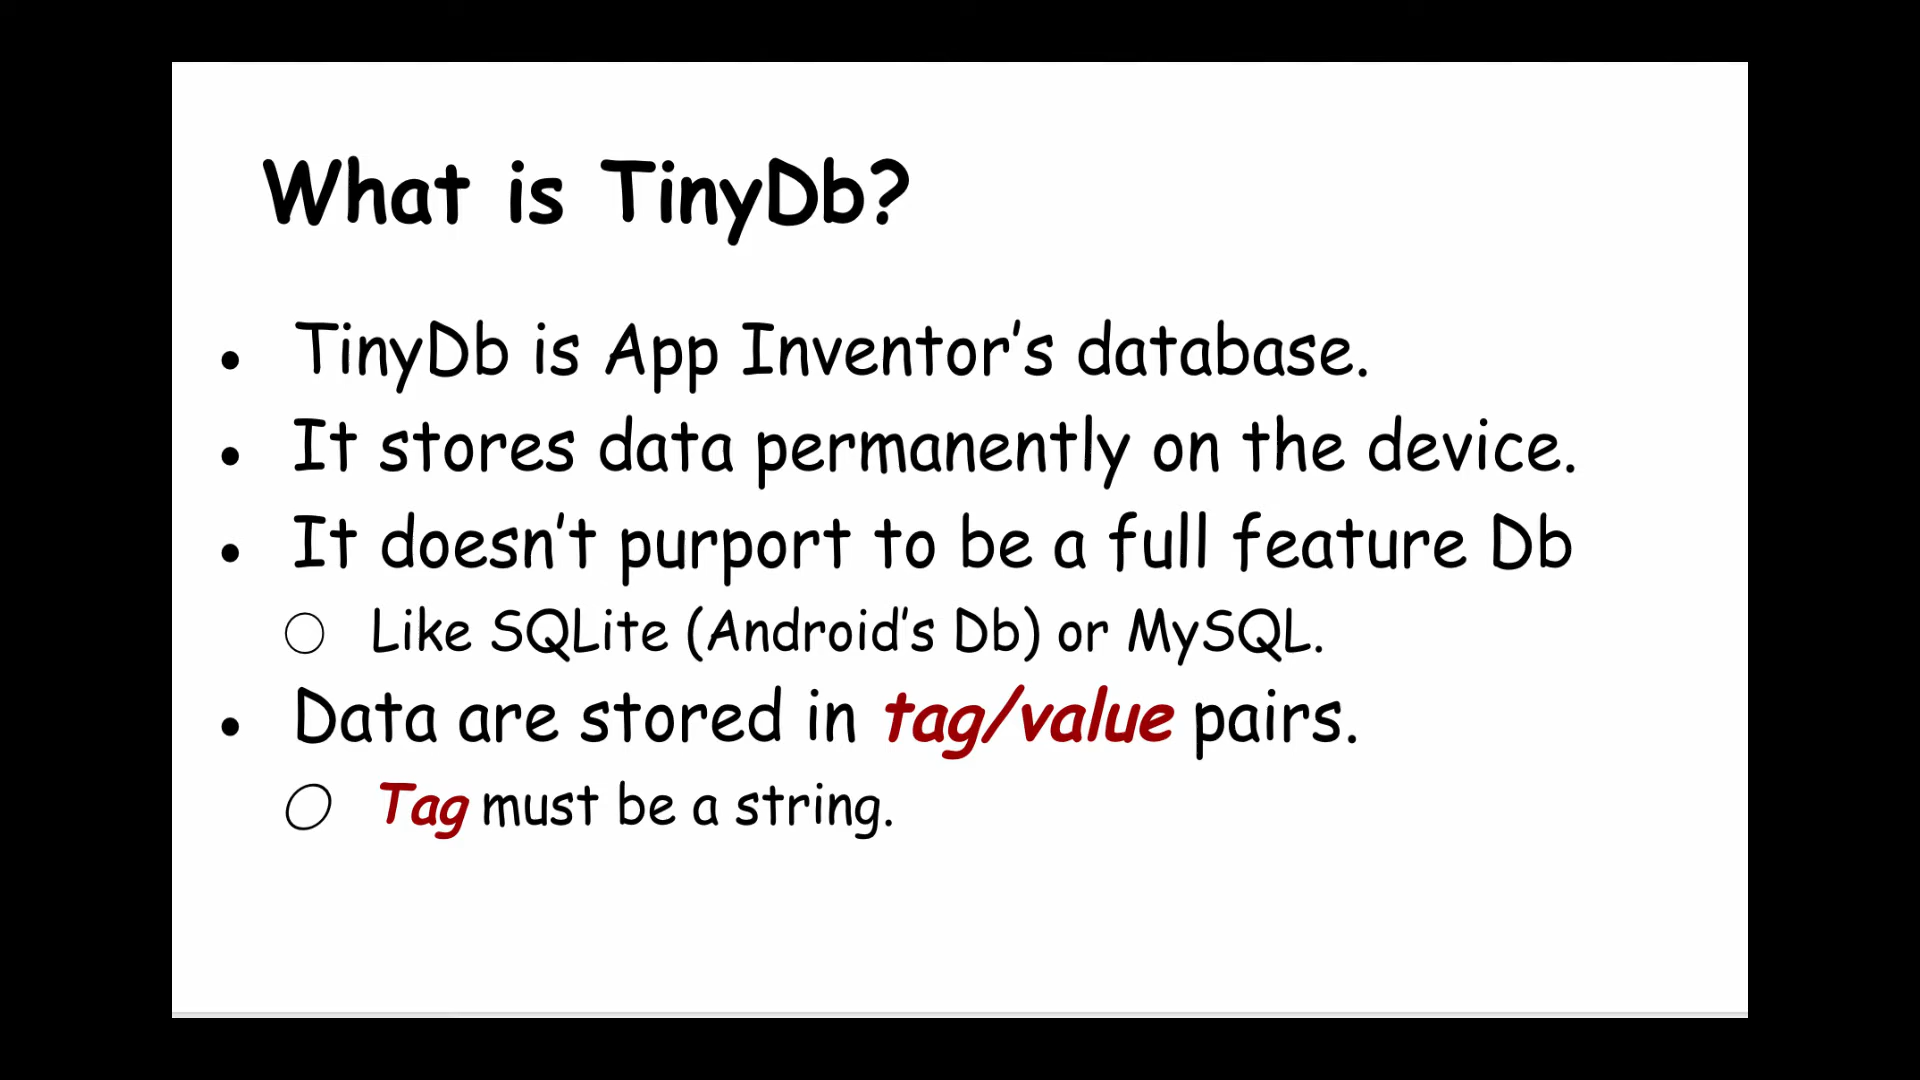 What is TinyDb?
● TinyDb is App Inventor’s database.
● It stores data permanently on the device.
● It doesn’t purport to be a full feature Db
○ Like SQLite (Android’s Db) or MySQL.
● Data are stored in tag/value pairs.
○ Tag must be a string.